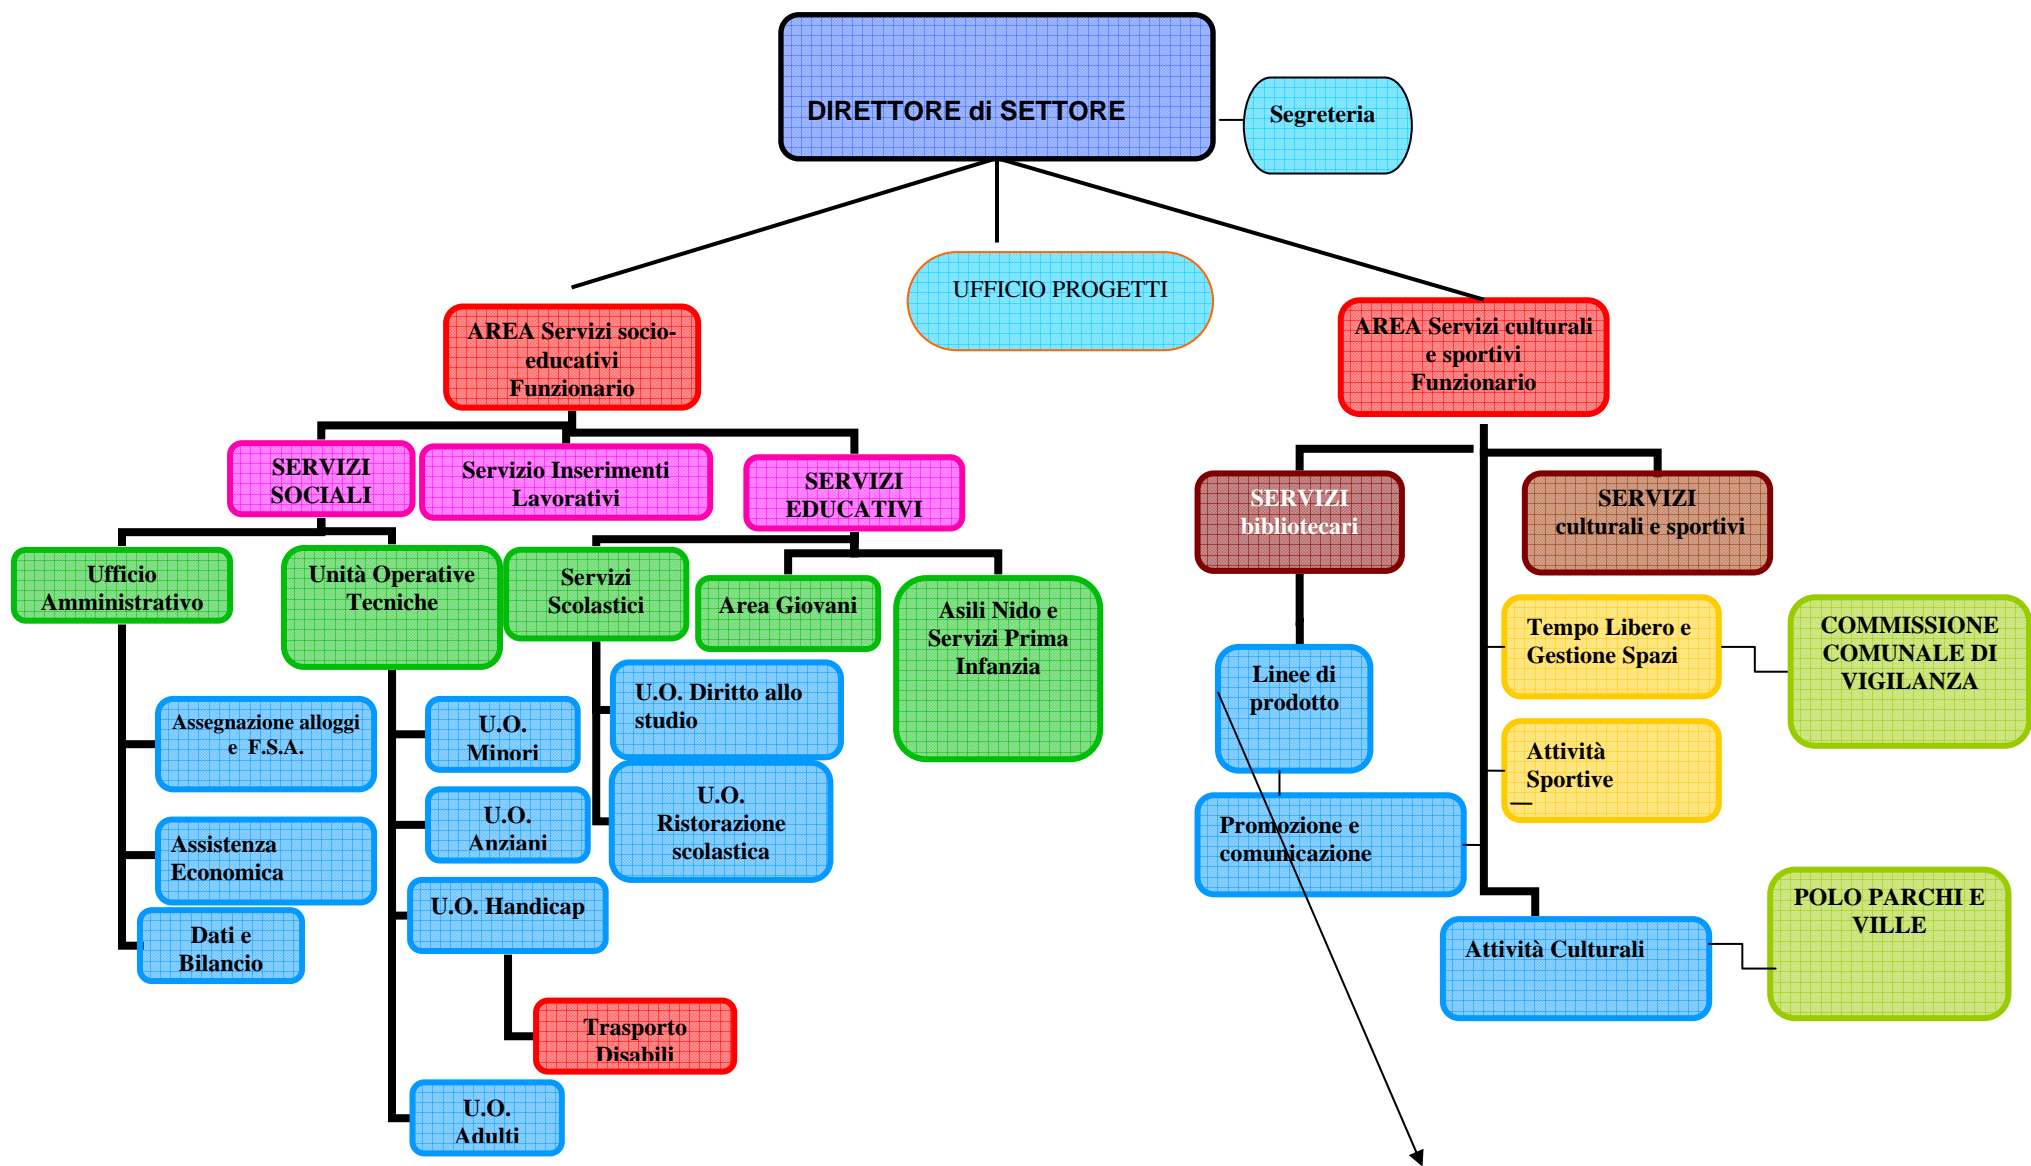 DIRETTORE di SETTORE
Segreteria
UFFICIO PROGETTI
AREA Servizi socio-
educativi
Funzionario
AREA Servizi culturali
e sportivi
Funzionario
SERVIZI
SOCIALI
Servizio Inserimenti
Lavorativi
SERVIZI
EDUCATIVI
SERVIZI
bibliotecari
SERVIZI
culturali e sportivi
Ufficio
Amministrativo
Unità Operative
Tecniche
Servizi
Scolastici
Area Giovani
Asili Nido e
Servizi Prima
Infanzia
Tempo Libero e
Gestione Spazi
COMMISSIONE
COMUNALE DI
VIGILANZA
Linee di
prodotto
Assegnazione alloggi
e F.S.A.
U.O.
Minori
U.O. Diritto allo
studio
Attività
Sportive
U.O.
Anziani
U.O.
Ristorazione
scolastica
Promozione e
comunicazione
Assistenza
Economica
U.O. Handicap
POLO PARCHI E
VILLE
Dati e
Bilancio
Attività Culturali
Trasporto
Disabili
U.O.
Adulti